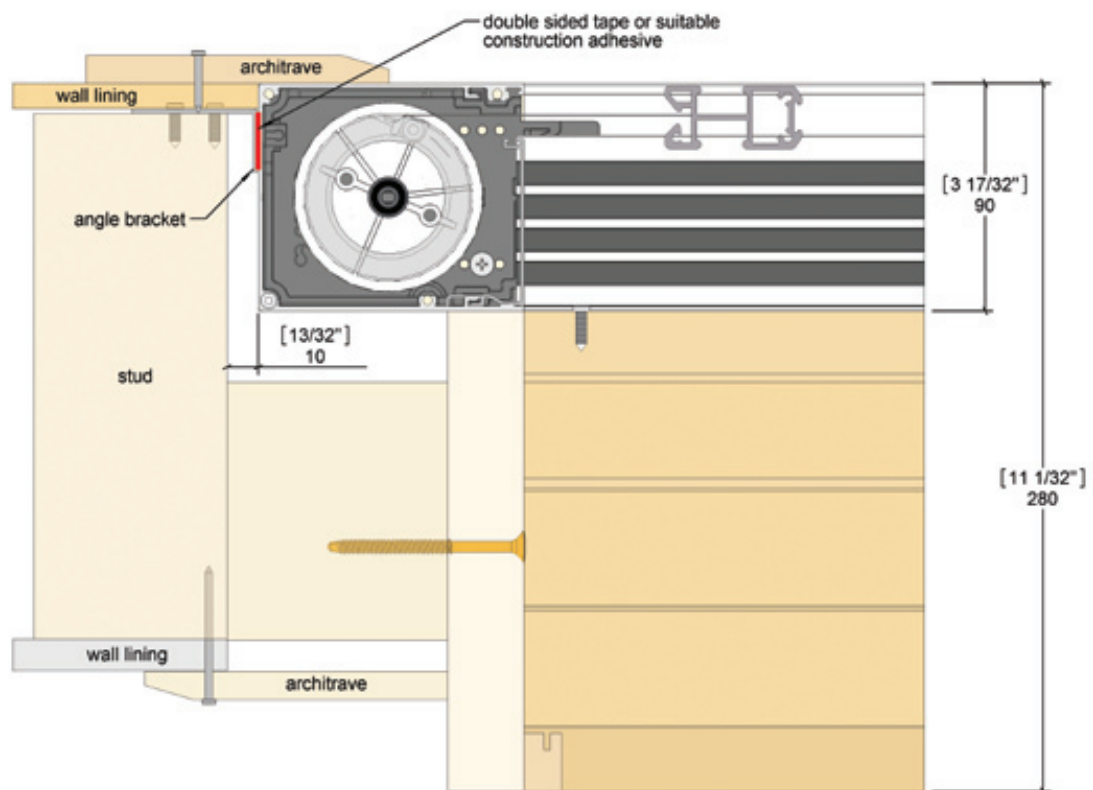 double sided tape or suitable
construction adhesive
architrave
wall lining
angle bracket
[3 17/32"]
90
[13/32"]
10
stud
[11 1/32"]
280
wall lining
architrave